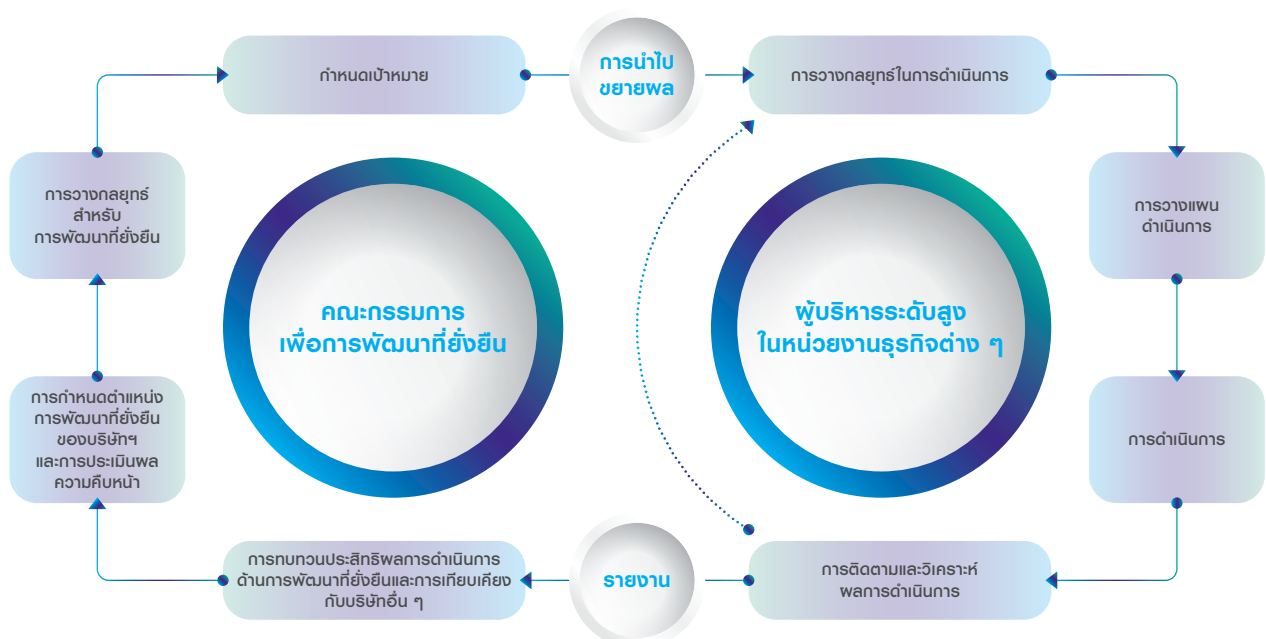 กำหนดเป้าหมาย
การนำไป
ขยายผล
การวางกลยุทธ์ในการดำเนินการ
การวางกลยุทธ์
สำหรับ
การพัฒนาที่ยั่งยืน
การวางแผน
ดำเนินการ
คณะกรรมการ
เพื่อการพัฒนาที่ยั่งยืน
ผู้บริหารระดับสูง
ในหน่วยงานธุรกิจต่าง ๆ
การกำหนดตำแหน่ง
การพัฒนาที่ยั่งยืน
ของบริษัทฯ
และการประเมินผล
ความคืบหน้า
การดำเนินการ
การทบทวนประสิทธิผลการดำเนินการ
ด้านการพัฒนาที่ยั่งยืนและการเทียบเคียง
กับบริษัทอื่น ๆ
รายงาน
การติดตามและวิเคราะห์
ผลการดำเนินการ